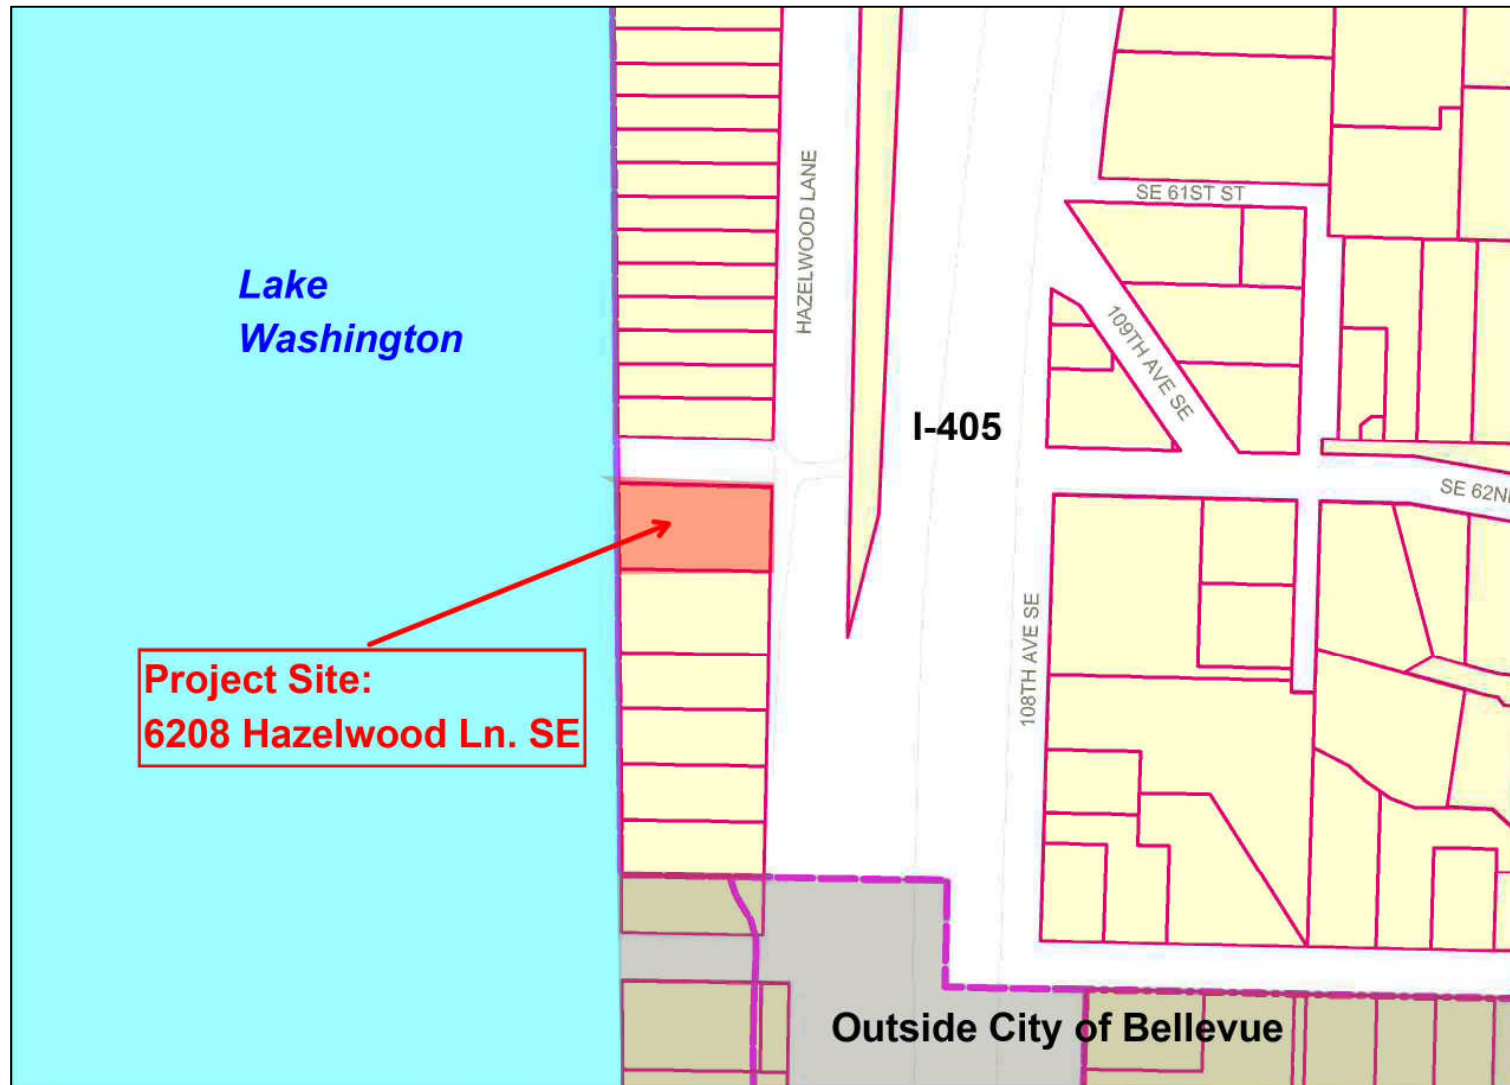 SE 61ST ST
HAZELWOOD LANE
Lake
Washington
109TH AVE SE
I-405
SE 62N
108TH AVE SE
Project Site:
6208 Hazelwood Ln. SE
Outside City of Bellevue